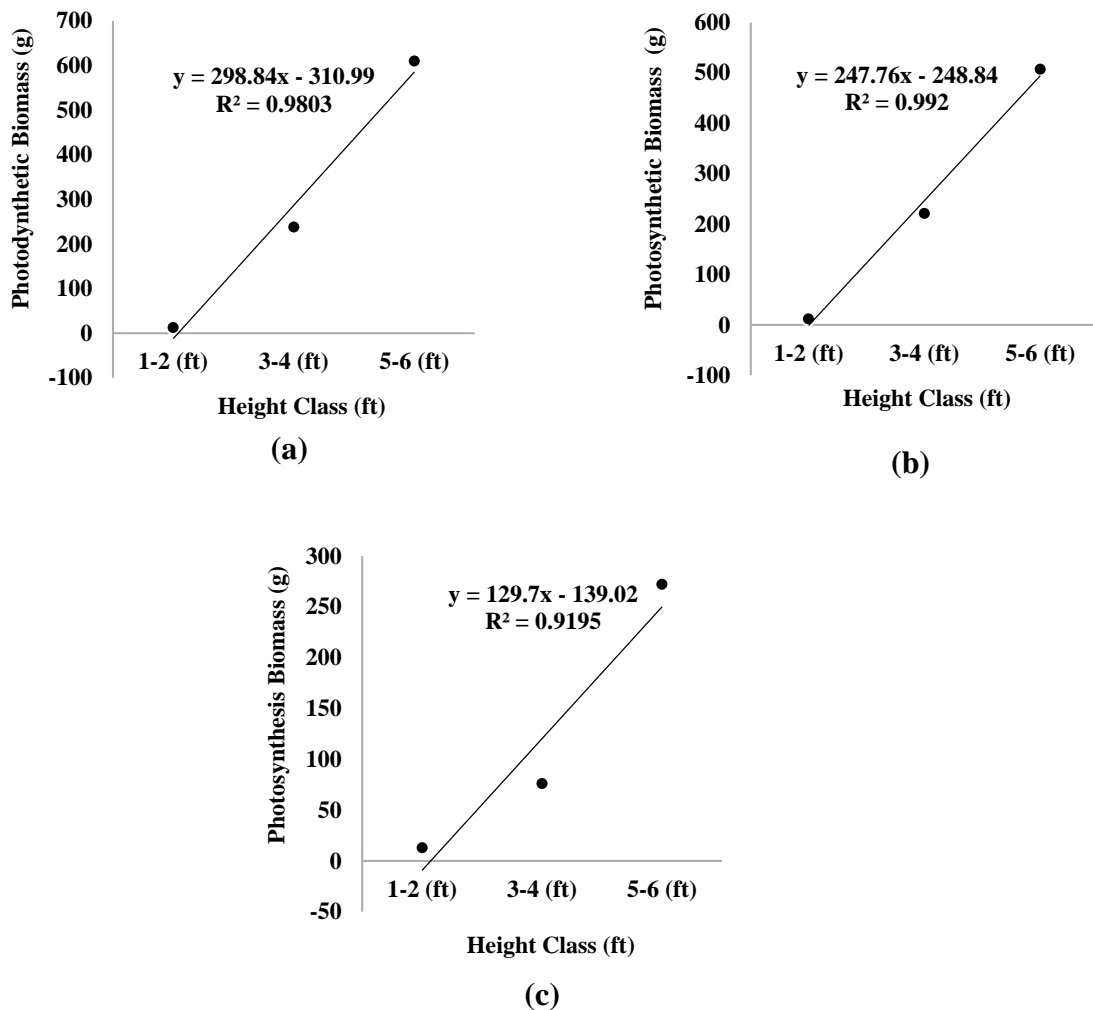 Photodynthetic Biomass (g)
700
600
500
400
300
200
100
0
-100
y = 298.84x - 310.99
R² = 0.9803
1-2 (ft) 3-4 (ft) 5-6 (ft)
Height Class (ft)
(a)
Photosynthetic Biomass (g)
600
500
400
300
200
100
0
-100
y = 247.76x - 248.84
R² = 0.992
1-2 (ft) 3-4 (ft) 5-6 (ft)
Height Class (ft)
(b)
Photosynthesis Biomass (g)
300
250
200
150
100
50
0
-50
y = 129.7x - 139.02
R² = 0.9195
1-2 (ft) 3-4 (ft) 5-6 (ft)
Height Class (ft)
(c)